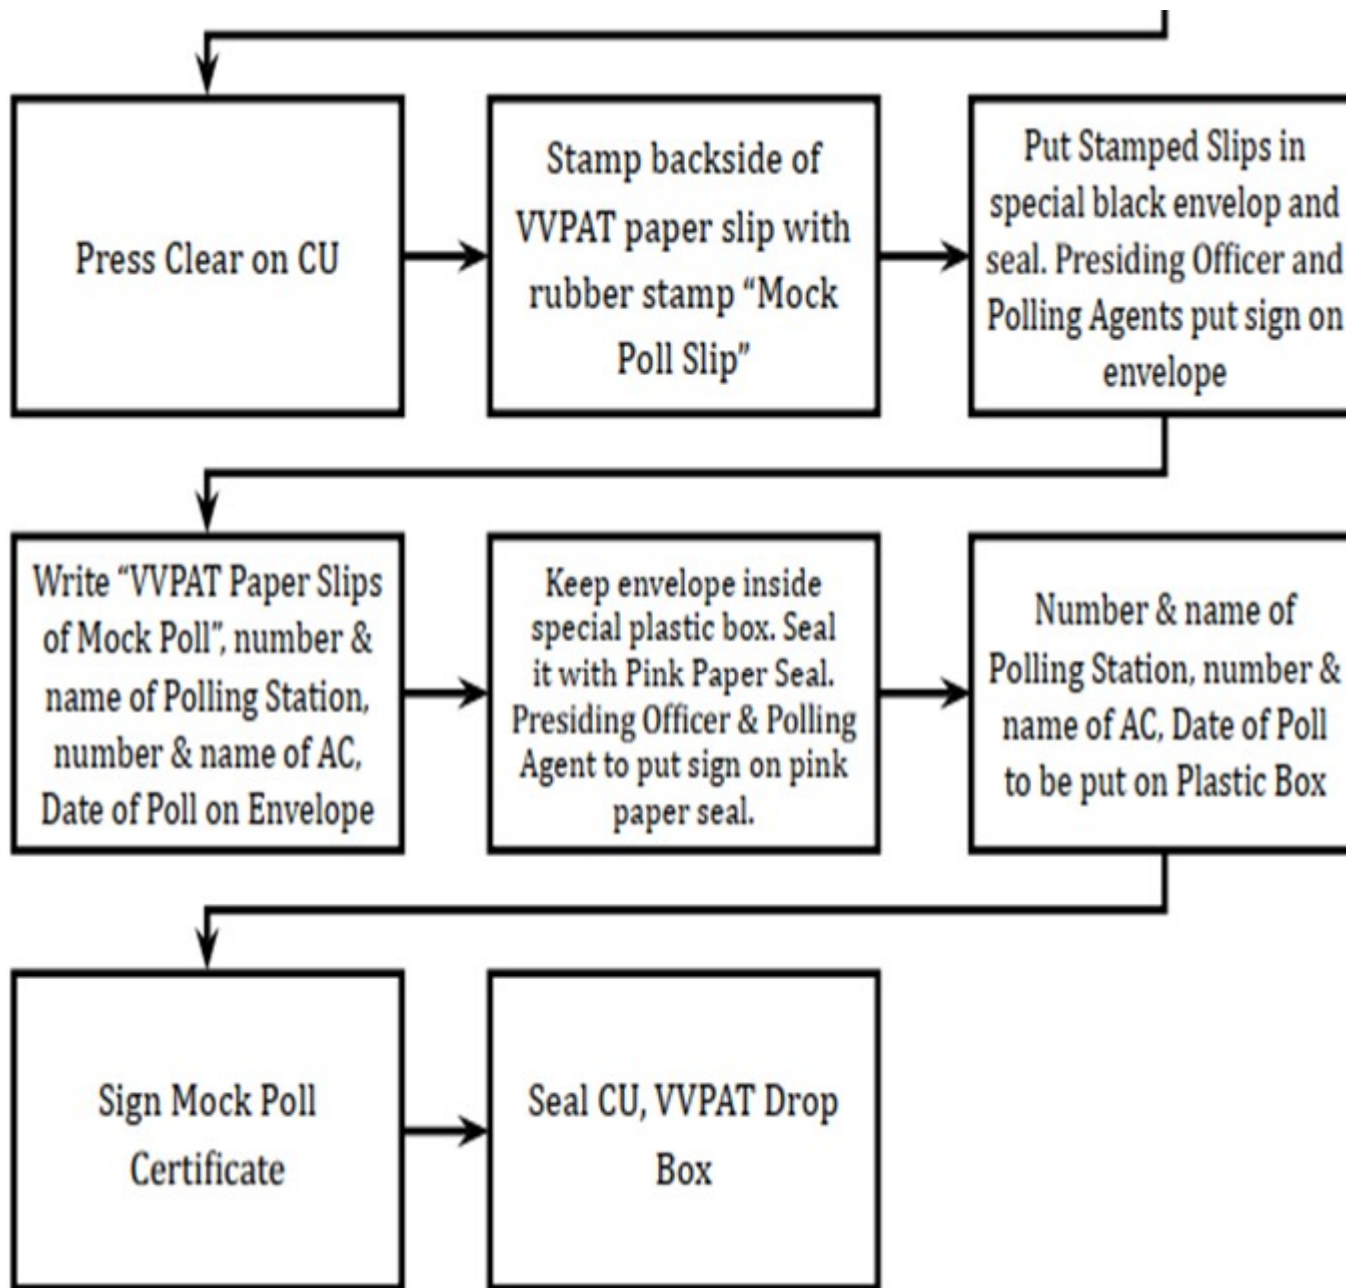 Press Clear on CU
Stamp backside of
VVPAT paper slip with
rubber stamp “Mock
Poll Slip”
Put Stamped Slips in
special black envelop and
seal. Presiding Officer and
Polling Agents put sign on
envelope
Write “VVPAT Paper Slips
of Mock Poll”, number &
name of Polling Station,
number & name of AC,
Date of Poll on Envelope
Keep envelope inside
special plastic box. Seal
it with Pink Paper Seal.
Presiding Officer & Polling
Agent to put sign on pink
paper seal.
Number & name of
Polling Station, number &
name of AC, Date of Poll
to be put on Plastic Box
Sign Mock Poll
Certificate
Seal CU, VVPAT Drop
Box